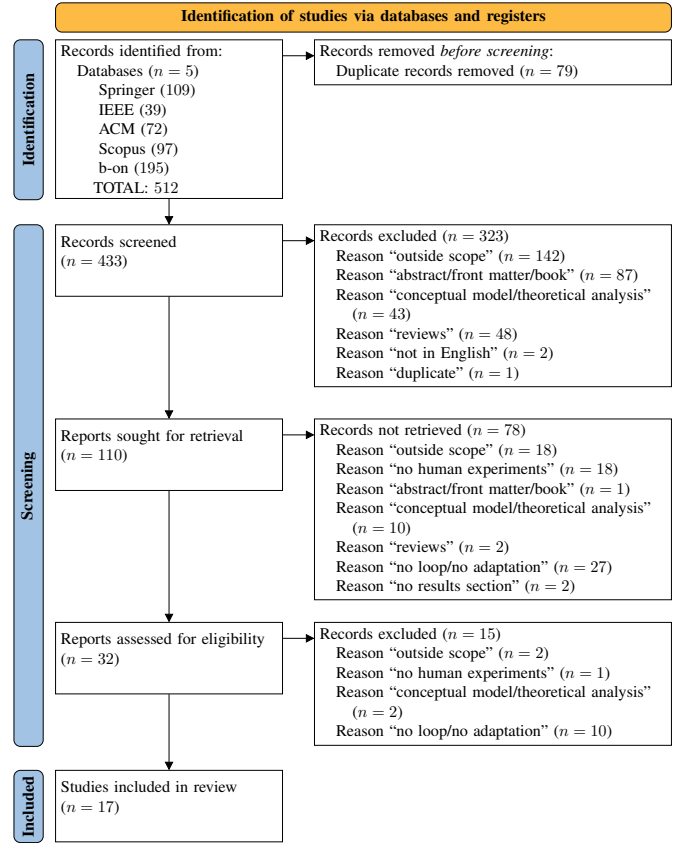 Identification of studies via databases and registers
Identification
Records identified from:
Databases (n = 5)
Springer (109)
IEEE (39)
ACM (72)
Scopus (97)
b-on (195)
TOTAL: 512
Records removed before screening:
Duplicate records removed (n = 79)
Screening
Records screened
(n = 433)
Records excluded (n = 323)
Reason “outside scope” (n = 142)
Reason “abstract/front matter/book” (n = 87)
Reason “conceptual model/theoretical analysis”
(n = 43)
Reason “reviews” (n = 48)
Reason “not in English” (n = 2)
Reason “duplicate” (n = 1)
Reports sought for retrieval
(n = 110)
Records not retrieved (n = 78)
Reason “outside scope” (n = 18)
Reason “no human experiments” (n = 18)
Reason “abstract/front matter/book” (n = 1)
Reason “conceptual model/theoretical analysis”
(n = 10)
Reason “reviews” (n = 2)
Reason “no loop/no adaptation” (n = 27)
Reason “no results section” (n = 2)
Reports assessed for eligibility
(n = 32)
Records excluded (n = 15)
Reason “outside scope” (n = 2)
Reason “no human experiments” (n = 1)
Reason “conceptual model/theoretical analysis”
(n = 2)
Reason “no loop/no adaptation” (n = 10)
Included
Studies included in review
(n = 17)